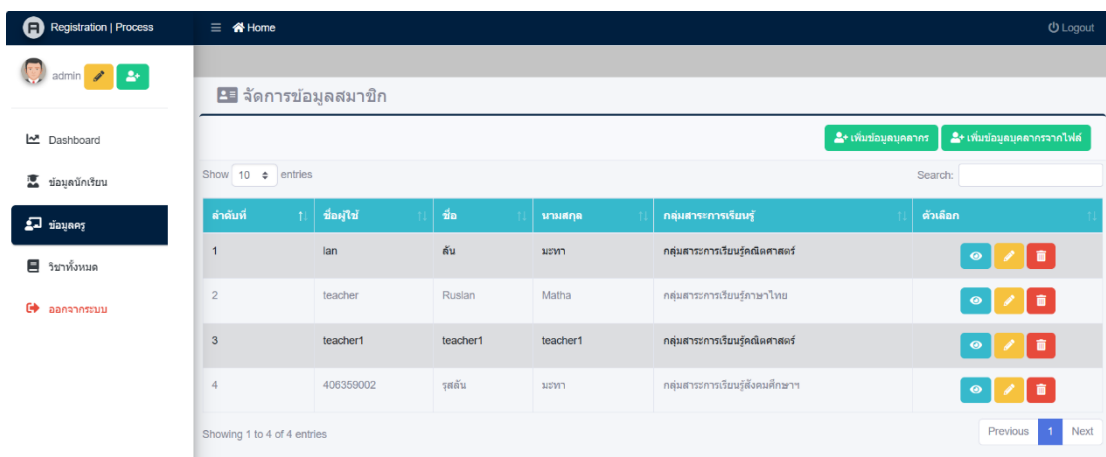 Registration | Process
Home
Logout
admin
จัดการข้อมูลสมาชิก
เพิ่มข้อมูลบุคลากร เพิ่มข้อมูลบุคลากรจากไฟล์
Dashboard
ข้อมูลนักเรียน
ข้อมูลครู
วิชาทั้งหมด
ออกจากระบบ
Show 10 entries
Search:
ลำดับที่ ชื่อผู้ใช้ ชื่อ นามสกุล กลุ่มสาระการเรียนรู้ ตัวเลือก
1 lan ลัน มะทา กลุ่มสาระการเรียนรู้คณิตศาสตร์
2 teacher Ruslan Matha กลุ่มสาระการเรียนรู้ภาษาไทย
3 teacher1 teacher1 teacher1 กลุ่มสาระการเรียนรู้คณิตศาสตร์
4 406359002 รุสลัน มะทา กลุ่มสาระการเรียนรู้สังคมศึกษาฯ
Showing 1 to 4 of 4 entries
Previous 1 Next